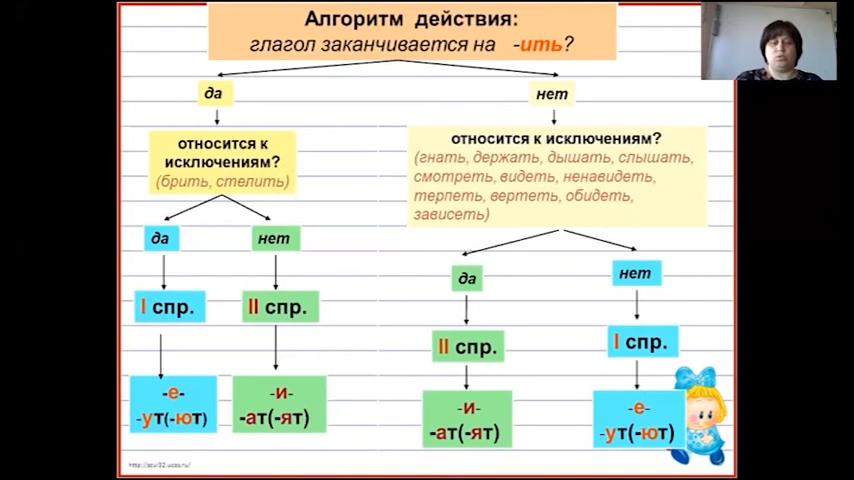 Алгоритм действия:
глагол заканчивается на -ить?
да
нет
относится к
исключениям?
(брить, стелить)
относится к исключениям?
(гнать, держать, дышать, слышать,
смотреть, видеть, ненавидеть,
терпеть, вертеть, обидеть,
зависеть)
да
нет
да
нет
I спр.
II спр.
II спр.
I спр.
-е-
-ут(-ют)
-и-
-ат(-ят)
-и-
-ат(-ят)
-е-
-ут(-ют)